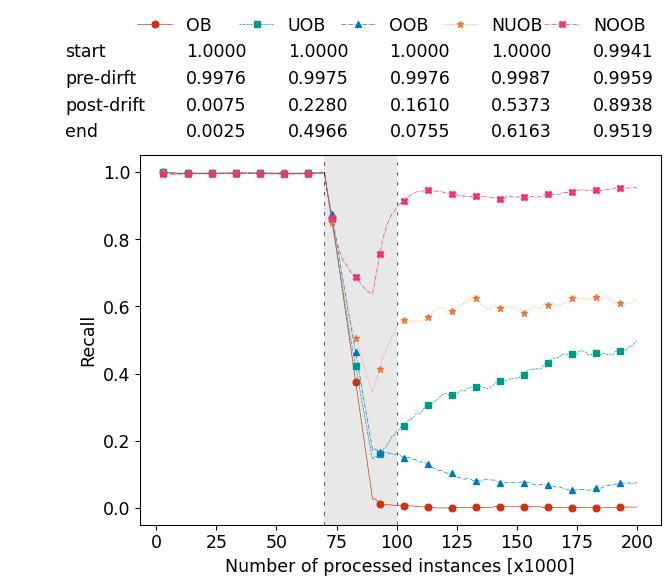 OB UOB OOB NUOB NOOB
start 1.0000 1.0000 1.0000 1.0000 0.9941
pre-dirft 0.9976 0.9975 0.9976 0.9987 0.9959
post-drift 0.0075 0.2280 0.1610 0.5373 0.8938
end 0.0025 0.4966 0.0755 0.6163 0.9519
1.0
0.8
0.6
0.4
0.2
0.0
Recall
0 25 50 75 100 125 150 175 200
Number of processed instances [x1000]